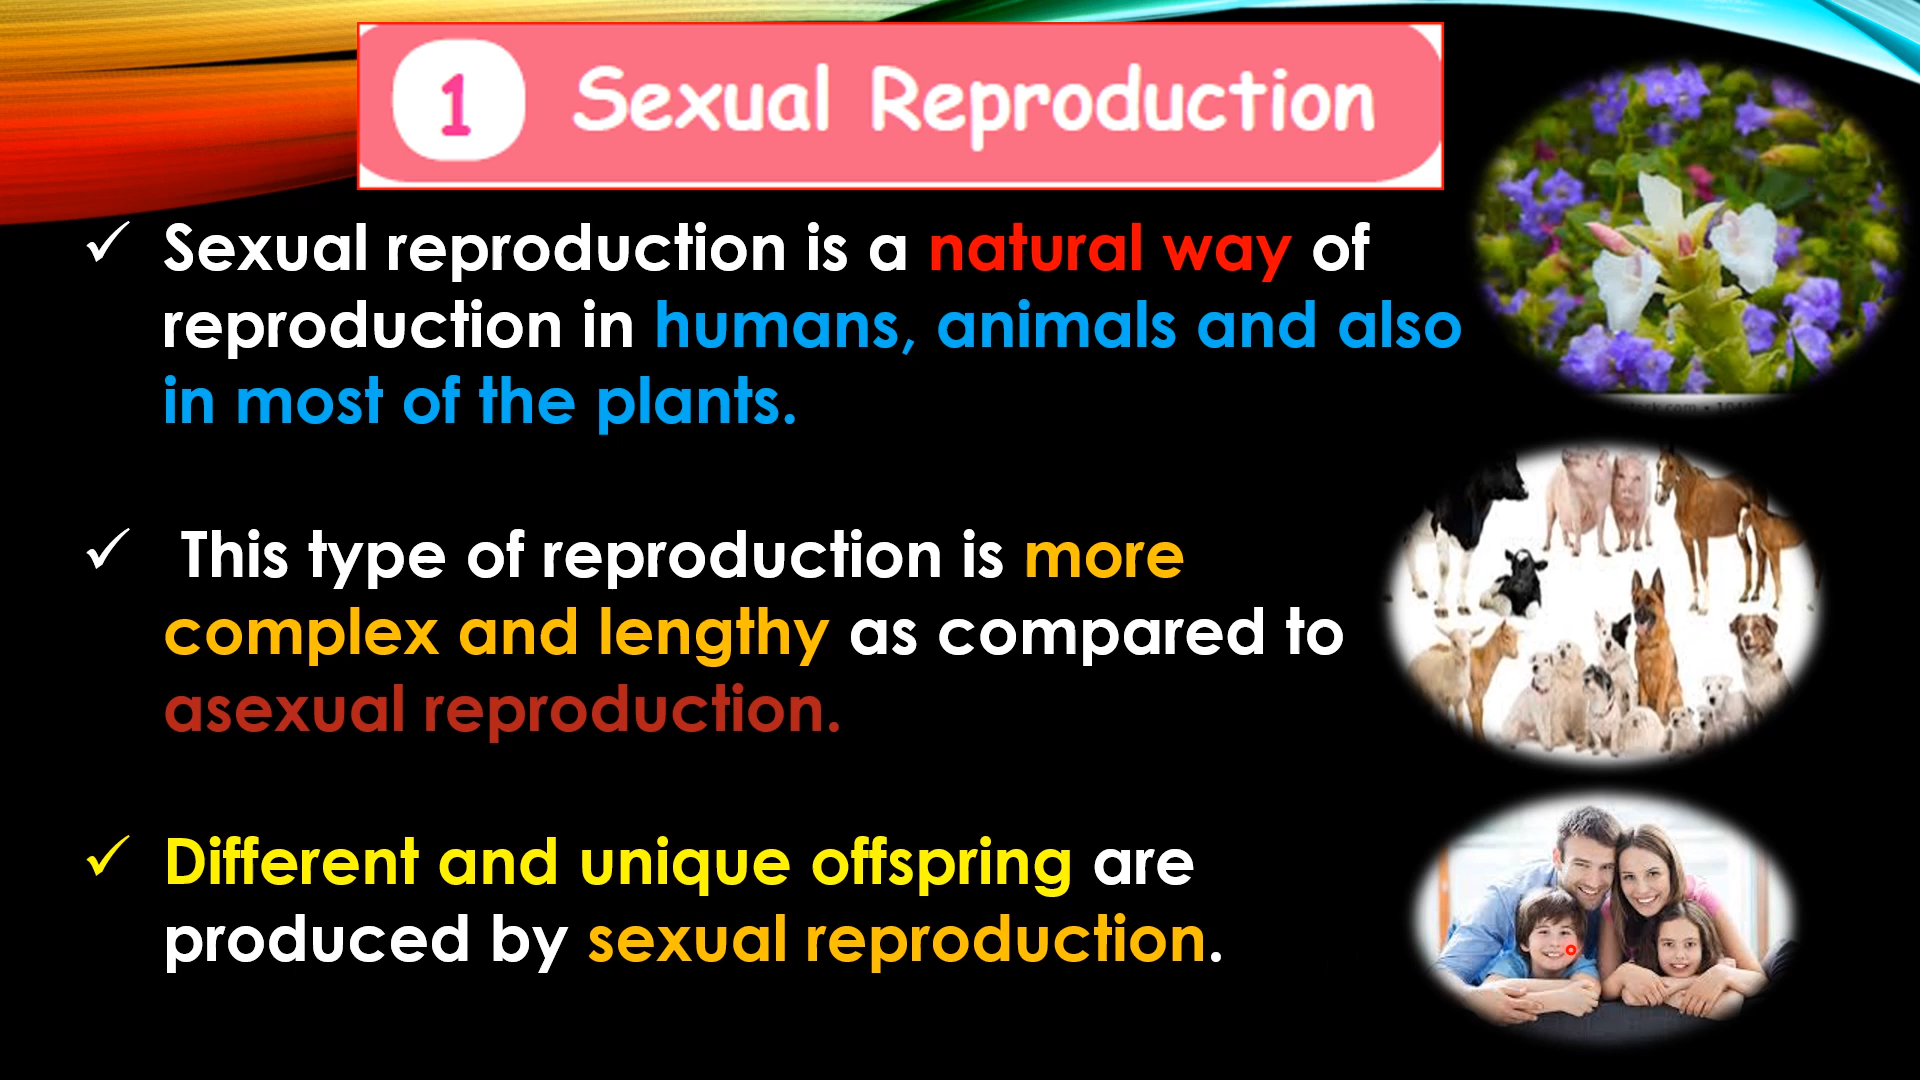 1 Sexual Reproduction
✓ Sexual reproduction is a natural way of
reproduction in humans, animals and also
in most of the plants.
✓ This type of reproduction is more
complex and lengthy as compared to
asexual reproduction.
✓ Different and unique offspring are
produced by sexual reproduction.